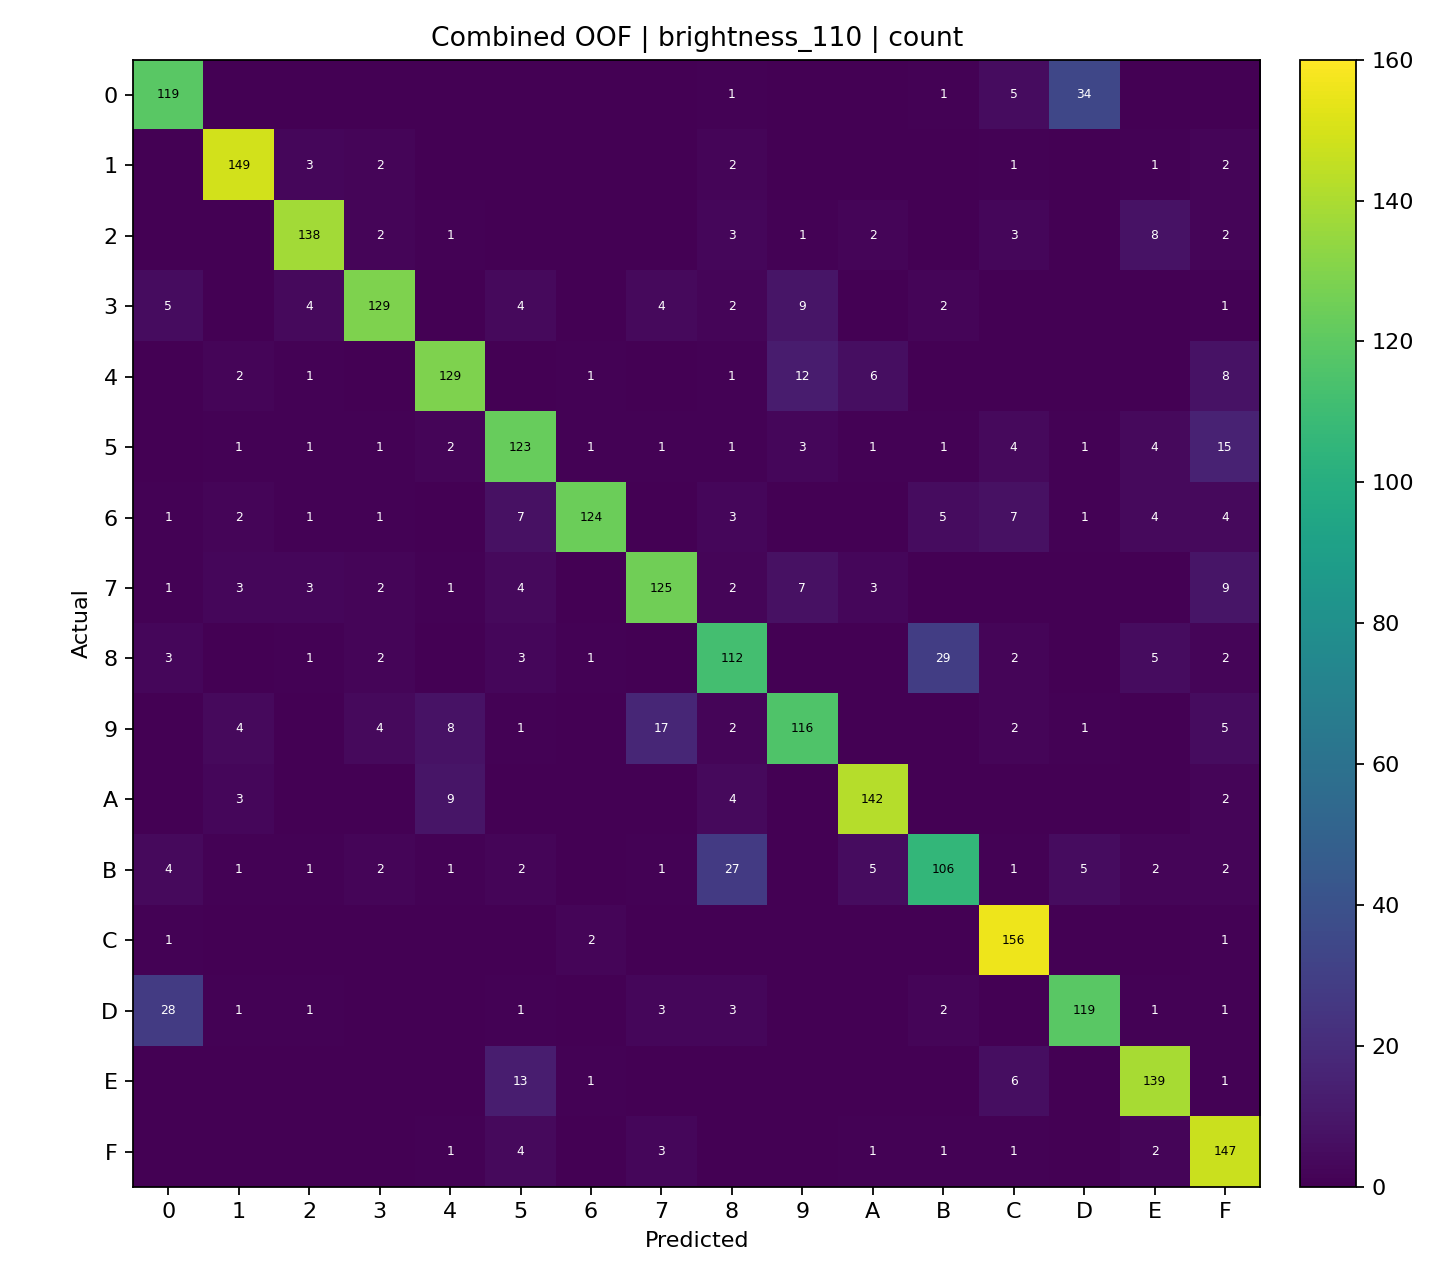 Combined OOF | brightness_110 | count
0 119 1 1 5 34
1 149 3 2 2 1 1 2
2 138 2 1 3 1 2 3 8 2
3 5 4 129 4 4 2 9 2 1
4 2 1 129 1 1 12 6 8
5 1 1 1 2 123 1 1 1 3 1 1 4 1 4 15
6 1 2 1 1 7 124 3 5 7 1 4 4
7 1 3 3 2 1 4 125 2 7 3 9
8 3 1 2 3 1 112 29 2 5 2
9 4 4 8 1 17 2 116 2 1 5
A 3 9 4 142 2
B 4 1 1 2 1 2 1 27 5 106 1 5 2 2
C 1 2 156 1
D 28 1 1 1 3 3 2 119 1 1
E 13 1 6 139 1
F 1 4 3 1 1 1 2 147
0 1 2 3 4 5 6 7 8 9 A B C D E F
Predicted
Actual
160
140
120
100
80
60
40
20
0